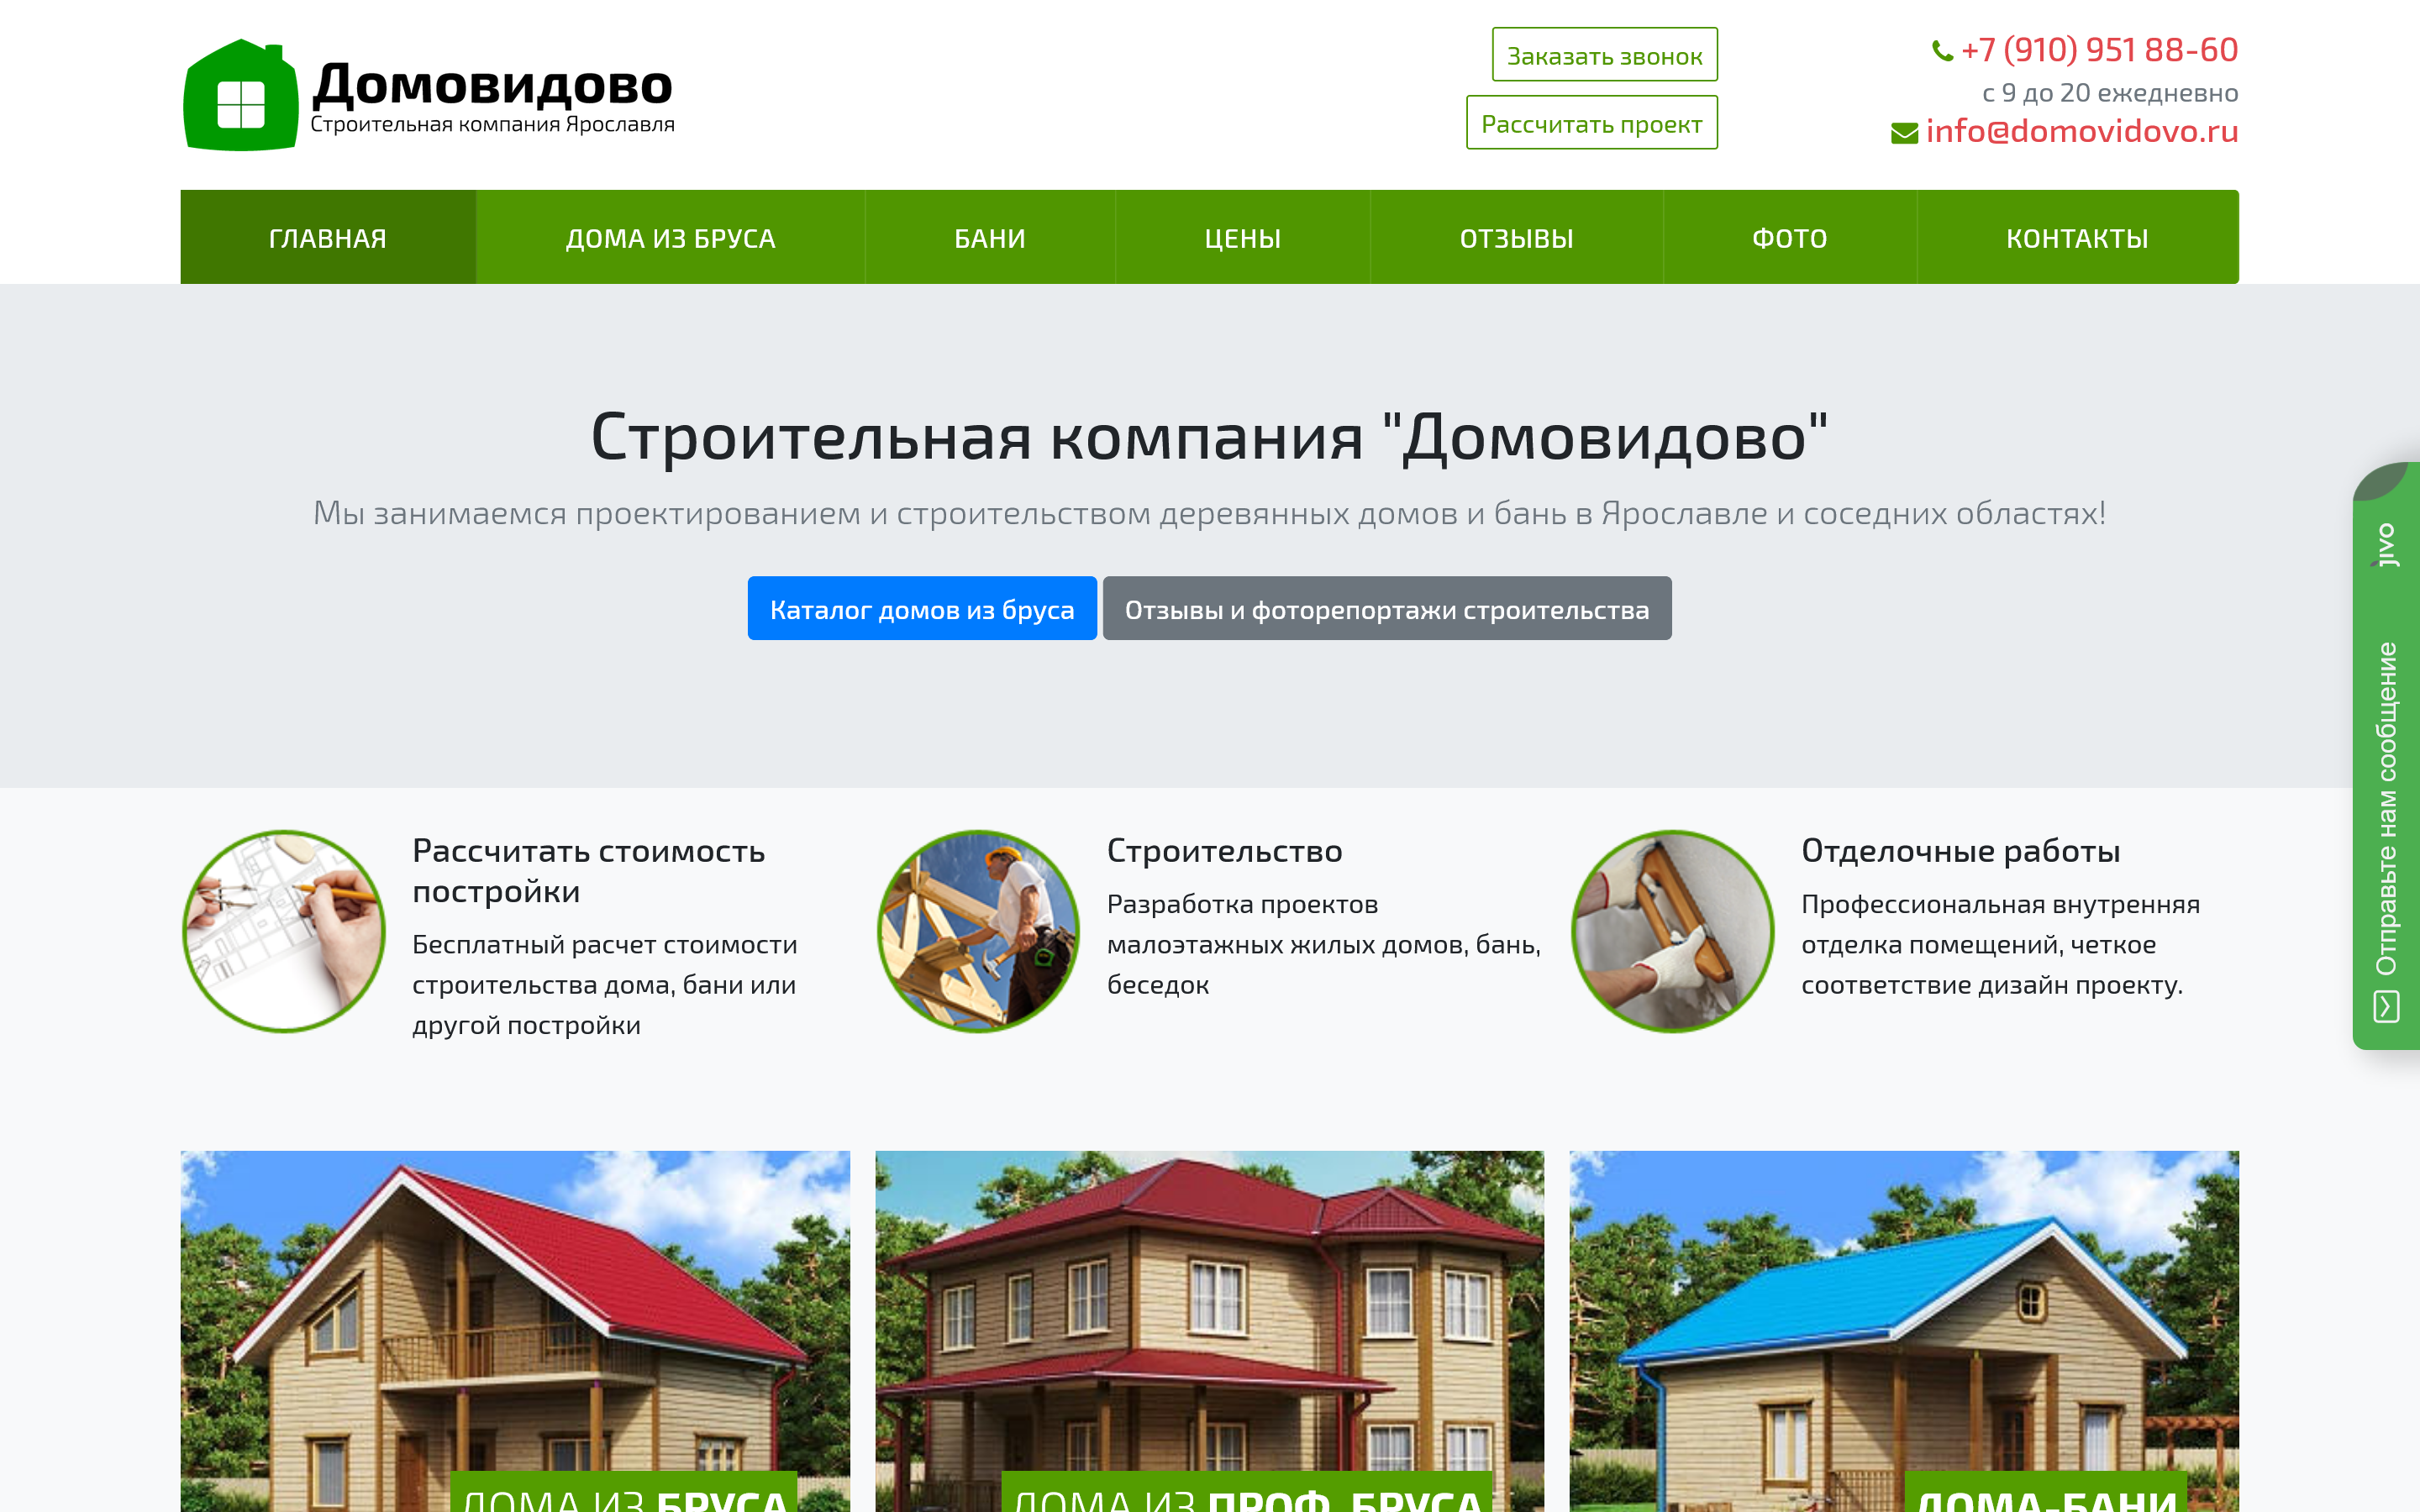 Домовидово
Строительная компания Ярославля
Заказать звонок
Рассчитать проект
+7 (910) 951 88-60
с 9 до 20 ежедневно
info@domovidovo.ru
ГЛАВНАЯ
ДОМА ИЗ БРУСА
БАНИ
ЦЕНЫ
ОТЗЫВЫ
ФОТО
КОНТАКТЫ
Строительная компания "Домовидово"
Мы занимаемся проектированием и строительством деревянных домов и бань в Ярославле и соседних областях!
Каталог домов из бруса
Отзывы и фоторепортажи строительства
jivo
Отправьте нам сообщение
Рассчитать стоимость
постройки
Бесплатный расчет стоимости
строительства дома, бани или
другой постройки
Строительство
Разработка проектов
малоэтажных жилых домов, бань,
беседок
Отделочные работы
Профессиональная внутренняя
отделка помещений, четкое
соответствие дизайн проекту.
ДОМА ИЗ БРУСА
ДОМА ИЗ ПРОФ. БРУСА
ДОМА-БАНИ